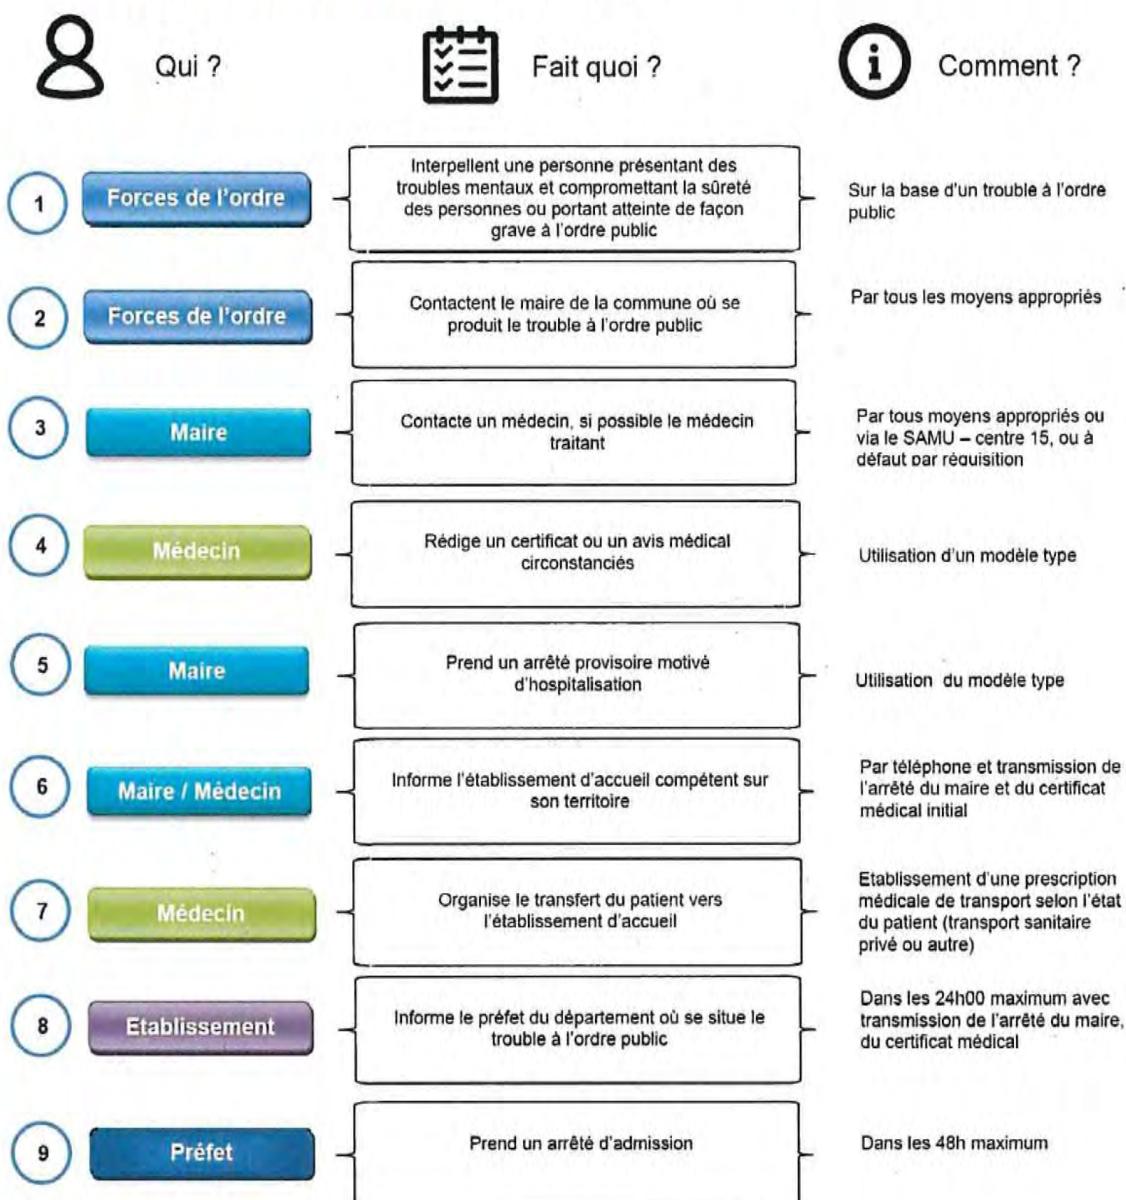 Qui ?
Fait quoi ?
Comment ?
1
Forces de l'ordre
Interpellent une personne présentant des
troubles mentaux et compromettant la sûreté
des personnes ou portant atteinte de façon
grave à l'ordre public
Sur la base d'un trouble à l'ordre
public
2
Forces de l'ordre
Contactent le maire de la commune où se
produit le trouble à l'ordre public
Par tous les moyens appropriés
3
Maire
Contacte un médecin, si possible le médecin
traitant
Par tous moyens appropriés ou
via le SAMU – centre 15, ou à
défaut par réquisition
4
Médecin
Rédige un certificat ou un avis médical
circonstanciés
Utilisation d'un modèle type
5
Maire
Prend un arrêté provisoire motivé
d'hospitalisation
Utilisation du modèle type
6
Maire / Médecin
Informe l'établissement d'accueil compétent sur
son territoire
Par téléphone et transmission de
l'arrêté du maire et du certificat
médical initial
7
Médecin
Organise le transfert du patient vers
l'établissement d'accueil
Etablissement d'une prescription
médicale de transport selon l'état
du patient (transport sanitaire
privé ou autre)
8
Etablissement
Informe le préfet du département où se situe le
trouble à l'ordre public
Dans les 24h00 maximum avec
transmission de l'arrêté du maire,
du certificat médical
9
Préfet
Prend un arrêté d'admission
Dans les 48h maximum